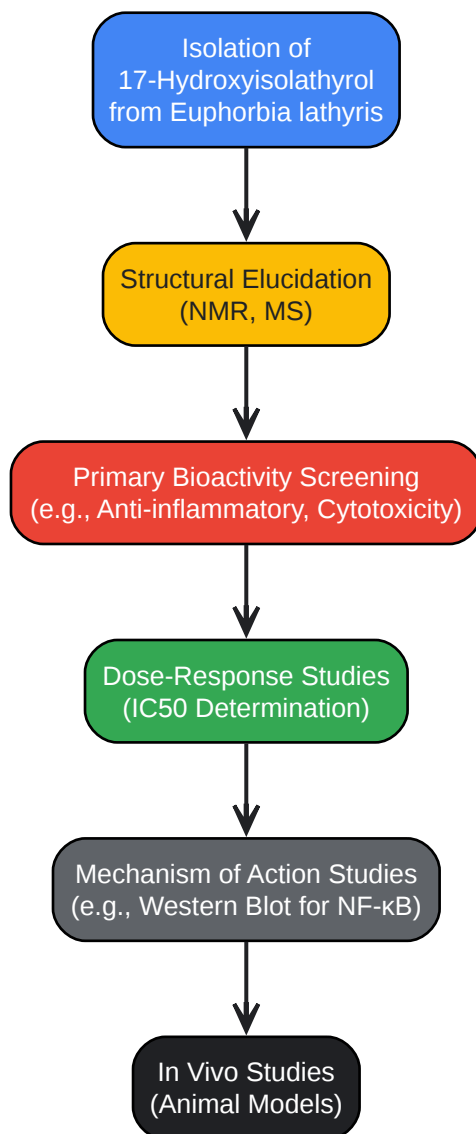 Isolation of
17-Hydroxyisolathyrol
from Euphorbia lathyris
Structural Elucidation
(NMR, MS)
Primary Bioactivity Screening
(e.g., Anti-inflammatory, Cytotoxicity)
Dose-Response Studies
(IC50 Determination)
Mechanism of Action Studies
(e.g., Western Blot for NF-κB)
In Vivo Studies
(Animal Models)